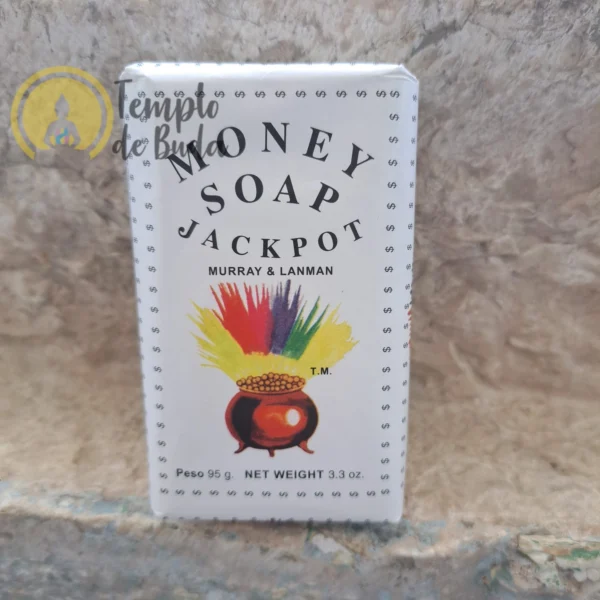 Templo
de Buda
MONEY
SOAP
JACKPOT
MURRAY & LANMAN
T.M.
Peso 95 g. NET WEIGHT 3.3 oz.